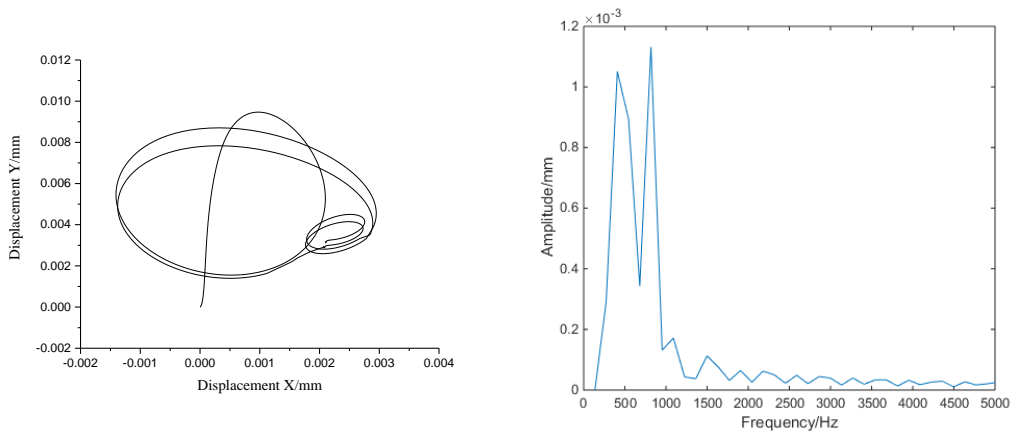 0.012
0.010
0.008
0.006
0.004
0.002
0.000
-0.002
-0.002 -0.001 0.000 0.001 0.002 0.003 0.004
Displacement X/mm
Displacement Y/mm
×10⁻³
1.2
1
0.8
0.6
0.4
0.2
0
0 500 1000 1500 2000 2500 3000 3500 4000 4500 5000
Frequency/Hz
Amplitude/mm